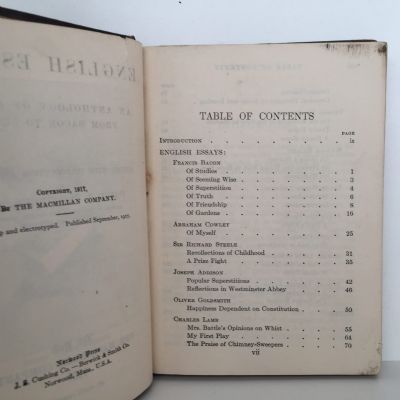 COPYRIGHT, 1917,
By THE MACMILLAN COMPANY.
up and electrotyped. Published September, 1917.
Norwood Press
J. S. Cushing Co.—Berwick & Smith Co.
Norwood, Mass., U.S.A.
TABLE OF CONTENTS
PAGE
INTRODUCTION . . . . . . . . . ix
ENGLISH ESSAYS:
FRANCIS BACON
Of Studies . . . . . . . . . 1
Of Seeming Wise . . . . . . . . 3
Of Superstition . . . . . . . . 4
Of Truth . . . . . . . . . 6
Of Friendship . . . . . . . . 8
Of Gardens . . . . . . . . . 16
ABRAHAM COWLEY
Of Myself . . . . . . . . . 25
SIR RICHARD STEELE
Recollections of Childhood . . . . . 31
A Prize Fight . . . . . . . . 35
JOSEPH ADDISON
Popular Superstitions . . . . . . 42
Reflections in Westminster Abbey . . . . 46
OLIVER GOLDSMITH
Happiness Dependent on Constitution . . . 50
CHARLES LAMB
Mrs. Battle's Opinions on Whist . . . . 55
My First Play . . . . . . . . 64
The Praise of Chimney-Sweepers . . . . 70
vii